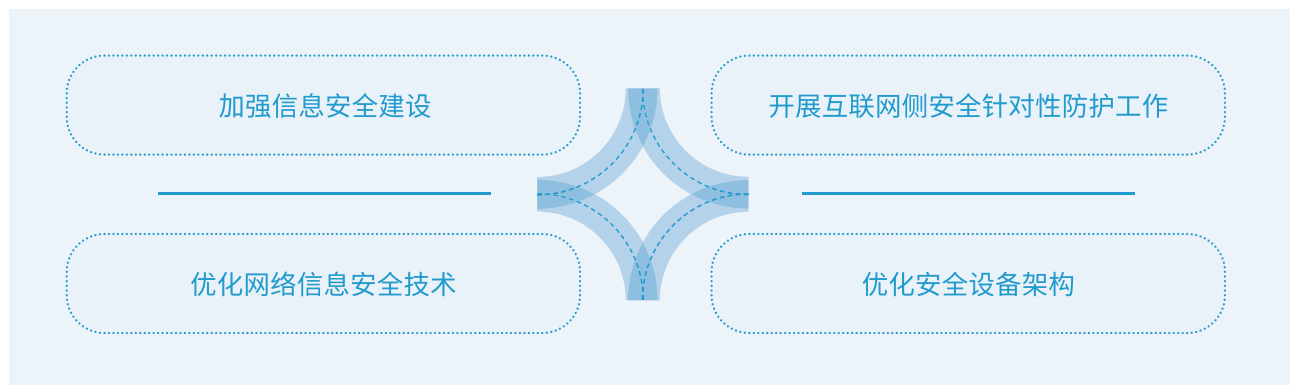 加强信息安全建设
开展互联网侧安全针对性防护工作
优化网络信息安全技术
优化安全设备架构